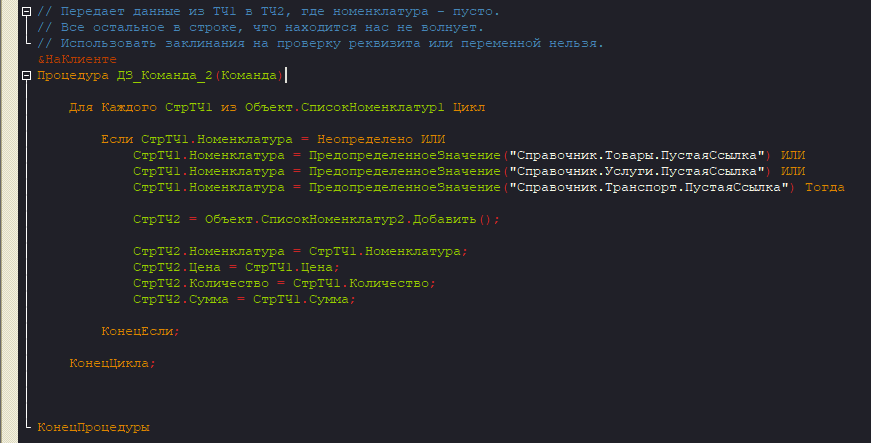 // Передает данные из ТЧ1 в ТЧ2, где номенклатура - пусто.
// Все остальное в строке, что находится нас не волнует.
// Использовать заклинания на проверку реквизита или переменной нельзя.
&НаКлиенте
Процедура ДЗ_Команда_2(Команда)
Для Каждого СтрТЧ1 из Объект.СписокНоменклатур1 Цикл
Если СтрТЧ1.Номенклатура = Неопределено ИЛИ
СтрТЧ1.Номенклатура = ПредопределенноеЗначение("Справочник.Товары.ПустаяСсылка") ИЛИ
СтрТЧ1.Номенклатура = ПредопределенноеЗначение("Справочник.Услуги.ПустаяСсылка") ИЛИ
СтрТЧ1.Номенклатура = ПредопределенноеЗначение("Справочник.Транспорт.ПустаяСсылка") Тогда
СтрТЧ2 = Объект.СписокНоменклатур2.Добавить();
СтрТЧ2.Номенклатура = СтрТЧ1.Номенклатура;
СтрТЧ2.Цена = СтрТЧ1.Цена;
СтрТЧ2.Количество = СтрТЧ1.Количество;
СтрТЧ2.Сумма = СтрТЧ1.Сумма;
КонецЕсли;
КонецЦикла;
КонецПроцедуры